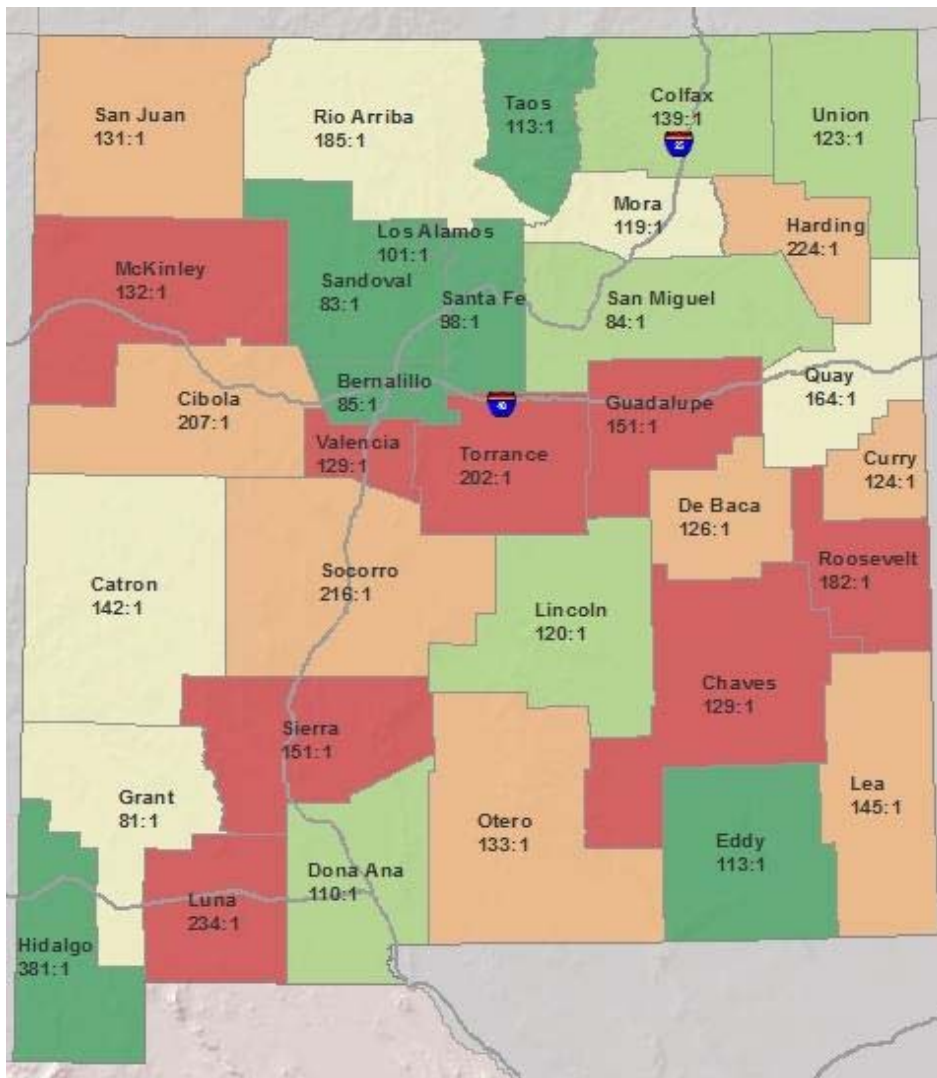 San Juan
131:1
Rio Arriba
185:1
Taos
113:1
Colfax
139:1
25
Union
123:1
Mora
119:1
Harding
224:1
Los Alamos
101:1
McKinley
132:1
Sandoval
83:1
Santa Fe
98:1
San Miguel
84:1
Quay
164:1
Bernalillo
85:1
Cibola
207:1
40
Guadalupe
151:1
Valencia
129:1
Torrance
202:1
Curry
124:1
De Baca
126:1
Roosevelt
182:1
Catron
142:1
Socorro
216:1
Lincoln
120:1
Chaves
129:1
Sierra
151:1
Grant
81:1
Otero
133:1
Lea
145:1
Eddy
113:1
Dona Ana
110:1
Luna
234:1
Hidalgo
381:1